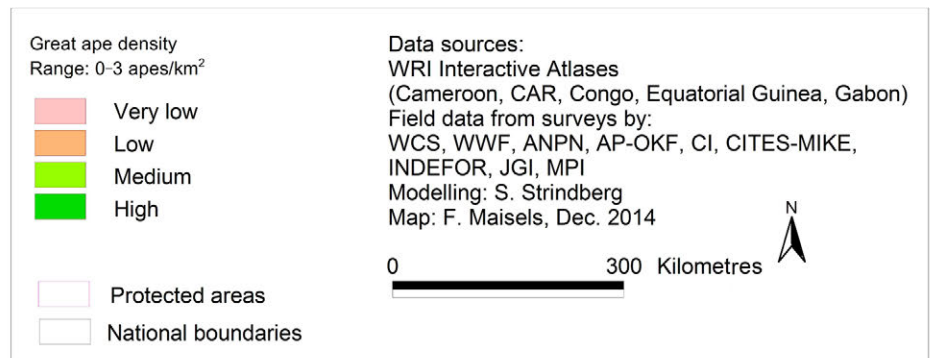 Great ape density
Range: 0–3 apes/km²
Very low
Low
Medium
High
Protected areas
National boundaries
Data sources:
WRI Interactive Atlases
(Cameroon, CAR, Congo, Equatorial Guinea, Gabon)
Field data from surveys by:
WCS, WWF, ANPN, AP-OKF, CI, CITES-MIKE,
INDEFOR, JGI, MPI
Modelling: S. Strindberg
Map: F. Maisels, Dec. 2014
N
0 300 Kilometres